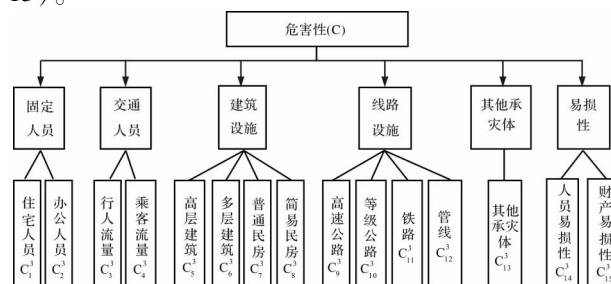 15)。
危害性(C)
固定人员
交通人员
建筑设施
线路设施
其他承灾体
易损性
住宅人员C³₁
办公人员C³₂
行人流量C³₃
乘客流量C³₄
高层建筑C³₅
多层建筑C³₆
普通民房C³₇
简易民房C³₈
高速公路C³₉
等级公路C³₁₀
铁路C³₁₁
管线C³₁₂
其他承灾体C³₁₃
人员易损性C³₁₄
财产易损性C³₁₅